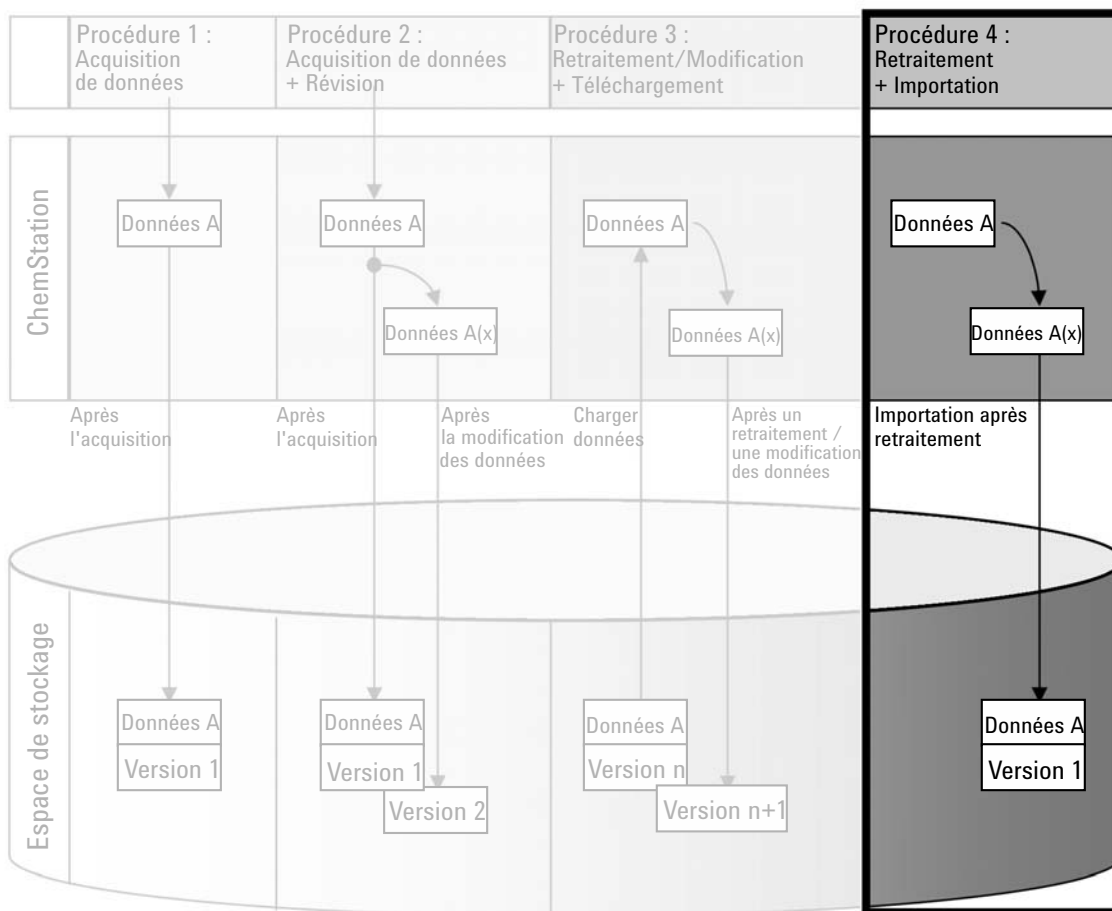 Procédure 1 :
Acquisition
de données
Procédure 2 :
Acquisition de données
+ Révision
Procédure 3 :
Retraitement/Modification
+ Téléchargement
Procédure 4 :
Retraitement
+ Importation
ChemStation
Données A
Données A
Données A(x)
Données A
Données A(x)
Données A
Données A(x)
Après
l'acquisition
Après
l'acquisition
Après
la modification
des données
Charger
données
Après un
retraitement /
une modification
des données
Importation après
retraitement
Espace de stockage
Données A
Version 1
Données A
Version 1
Version 2
Données A
Version n
Version n+1
Données A
Version 1